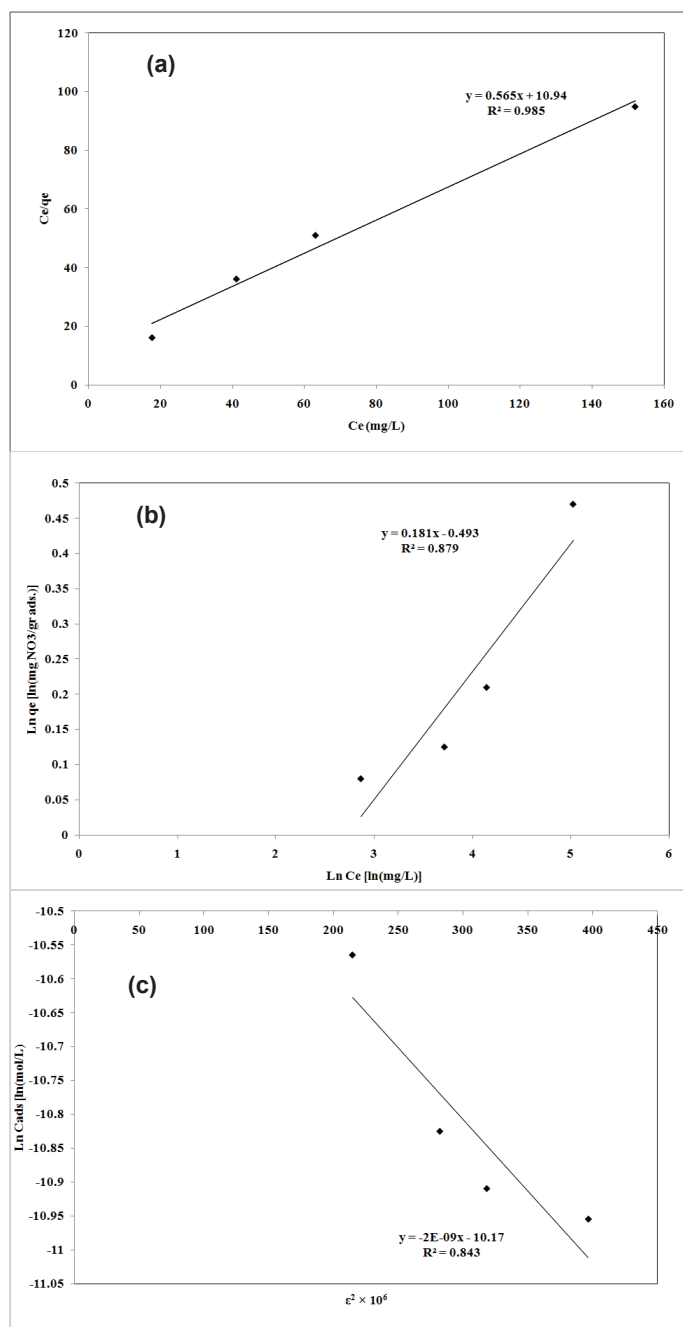 (a)
y = 0.565x + 10.94
R² = 0.985
120
100
80
60
40
20
0
Ce/qe
0 20 40 60 80 100 120 140 160
Ce (mg/L)
(b)
y = 0.181x - 0.493
R² = 0.879
0.5
0.45
0.4
0.35
0.3
0.25
0.2
0.15
0.1
0.05
0
Ln qe [ln(mg NO3/gr ads.)]
0 1 2 3 4 5 6
Ln Ce [ln(mg/L)]
(c)
0 50 100 150 200 250 300 350 400 450
-10.5
-10.55
-10.6
-10.65
-10.7
-10.75
-10.8
-10.85
-10.9
-10.95
-11
-11.05
Ln Cads [ln(mol/L)
y = -2E-09x - 10.17
R² = 0.843
ε² × 10⁶